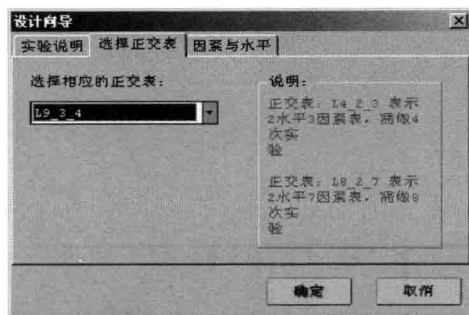 设计向导
实验说明 选择正交表 因素与水平
选择相应的正交表：
L9_3_4
说明：
正交表：L4_2_3 表示
2水平3因素表，需做4
次实
验
正交表：L8_2_7 表示
2水平7因素表，需做8
次实
验
确定 取消